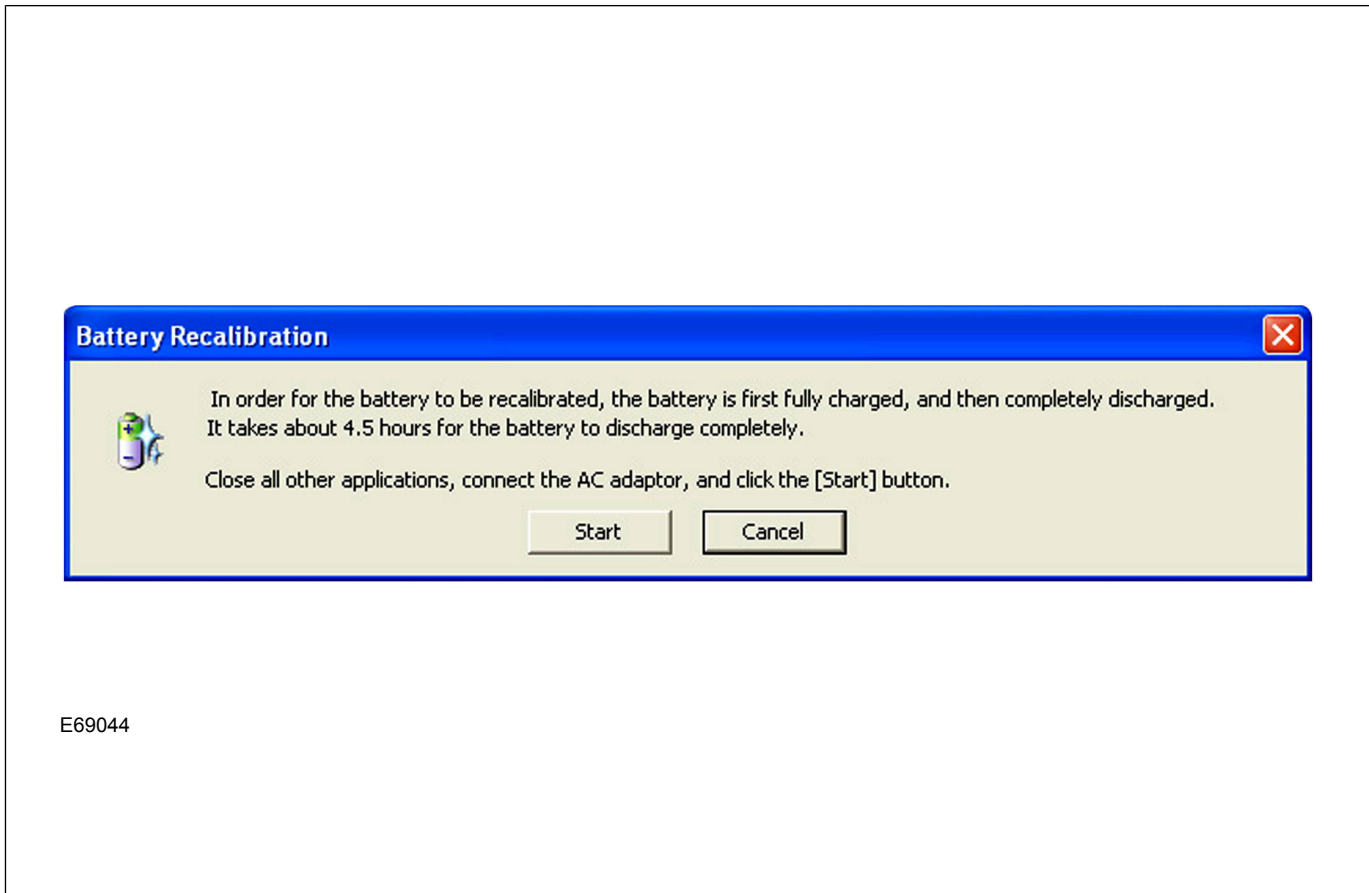 Battery Recalibration
In order for the battery to be recalibrated, the battery is first fully charged, and then completely discharged.
It takes about 4.5 hours for the battery to discharge completely.
Close all other applications, connect the AC adaptor, and click the [Start] button.
Start
Cancel
E69044